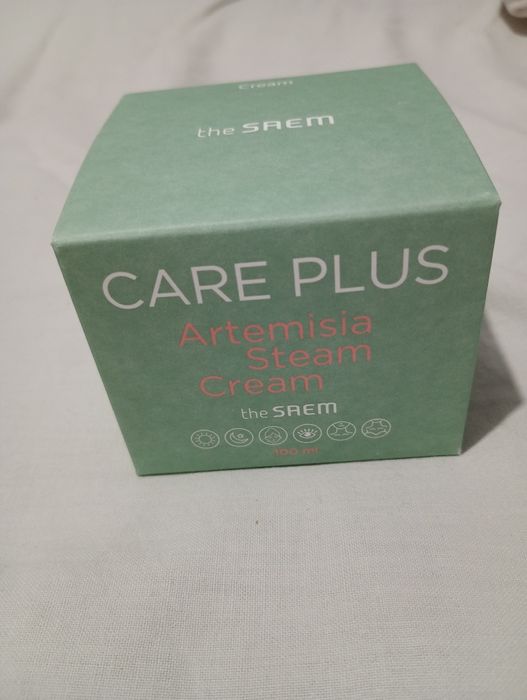 Cream
the SAEM
CARE PLUS
Artemisia
Steam
Cream
the SAEM
100 ml